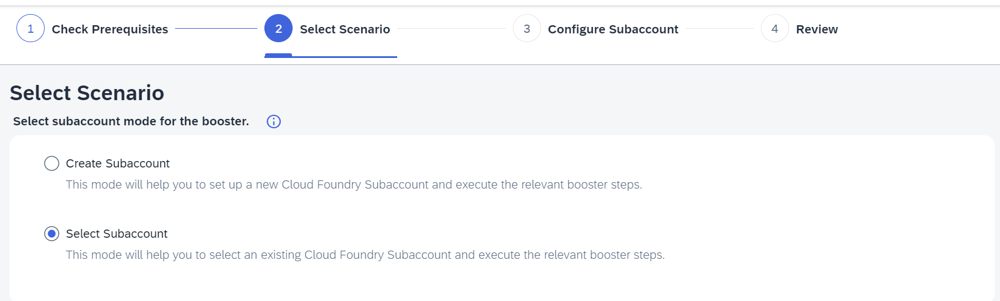 1 Check Prerequisites 2 Select Scenario 3 Configure Subaccount 4 Review
Select Scenario
Select subaccount mode for the booster.
Create Subaccount
This mode will help you to set up a new Cloud Foundry Subaccount and execute the relevant booster steps.
Select Subaccount
This mode will help you to select an existing Cloud Foundry Subaccount and execute the relevant booster steps.